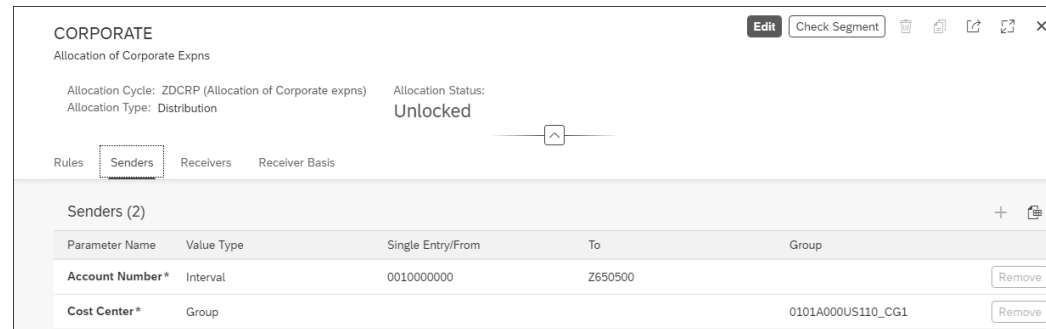 CORPORATE
Edit Check Segment
Allocation of Corporate Expns
Allocation Cycle: ZDCRP (Allocation of Corporate expns) Allocation Status:
Allocation Type: Distribution Unlocked
Rules Senders Receivers Receiver Basis
Senders (2)
Parameter Name Value Type Single Entry/From To Group
Account Number* Interval 0010000000 Z650500 Remove
Cost Center* Group 0101A000US110_CG1 Remove